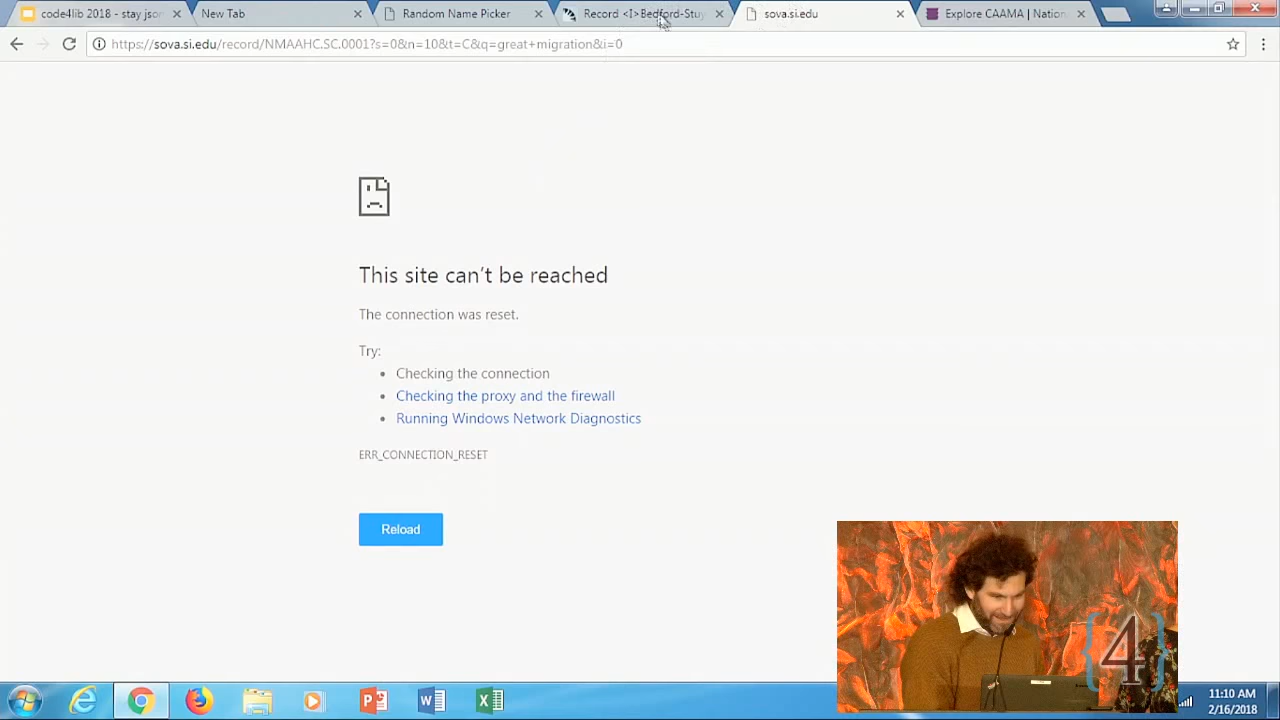 code4lib 2018 - stay json
New Tab
Random Name Picker
Record <I>Bedford-Stuy
sova.si.edu
Explore CAAMA | Nation
https://sova.si.edu/record/NMAAHC.SC.0001?s=0&n=10&t=C&q=great+migration&i=0
This site can't be reached
The connection was reset.
Try:
• Checking the connection
• Checking the proxy and the firewall
• Running Windows Network Diagnostics
ERR_CONNECTION_RESET
Reload
{4}
11:10 AM
2/16/2018